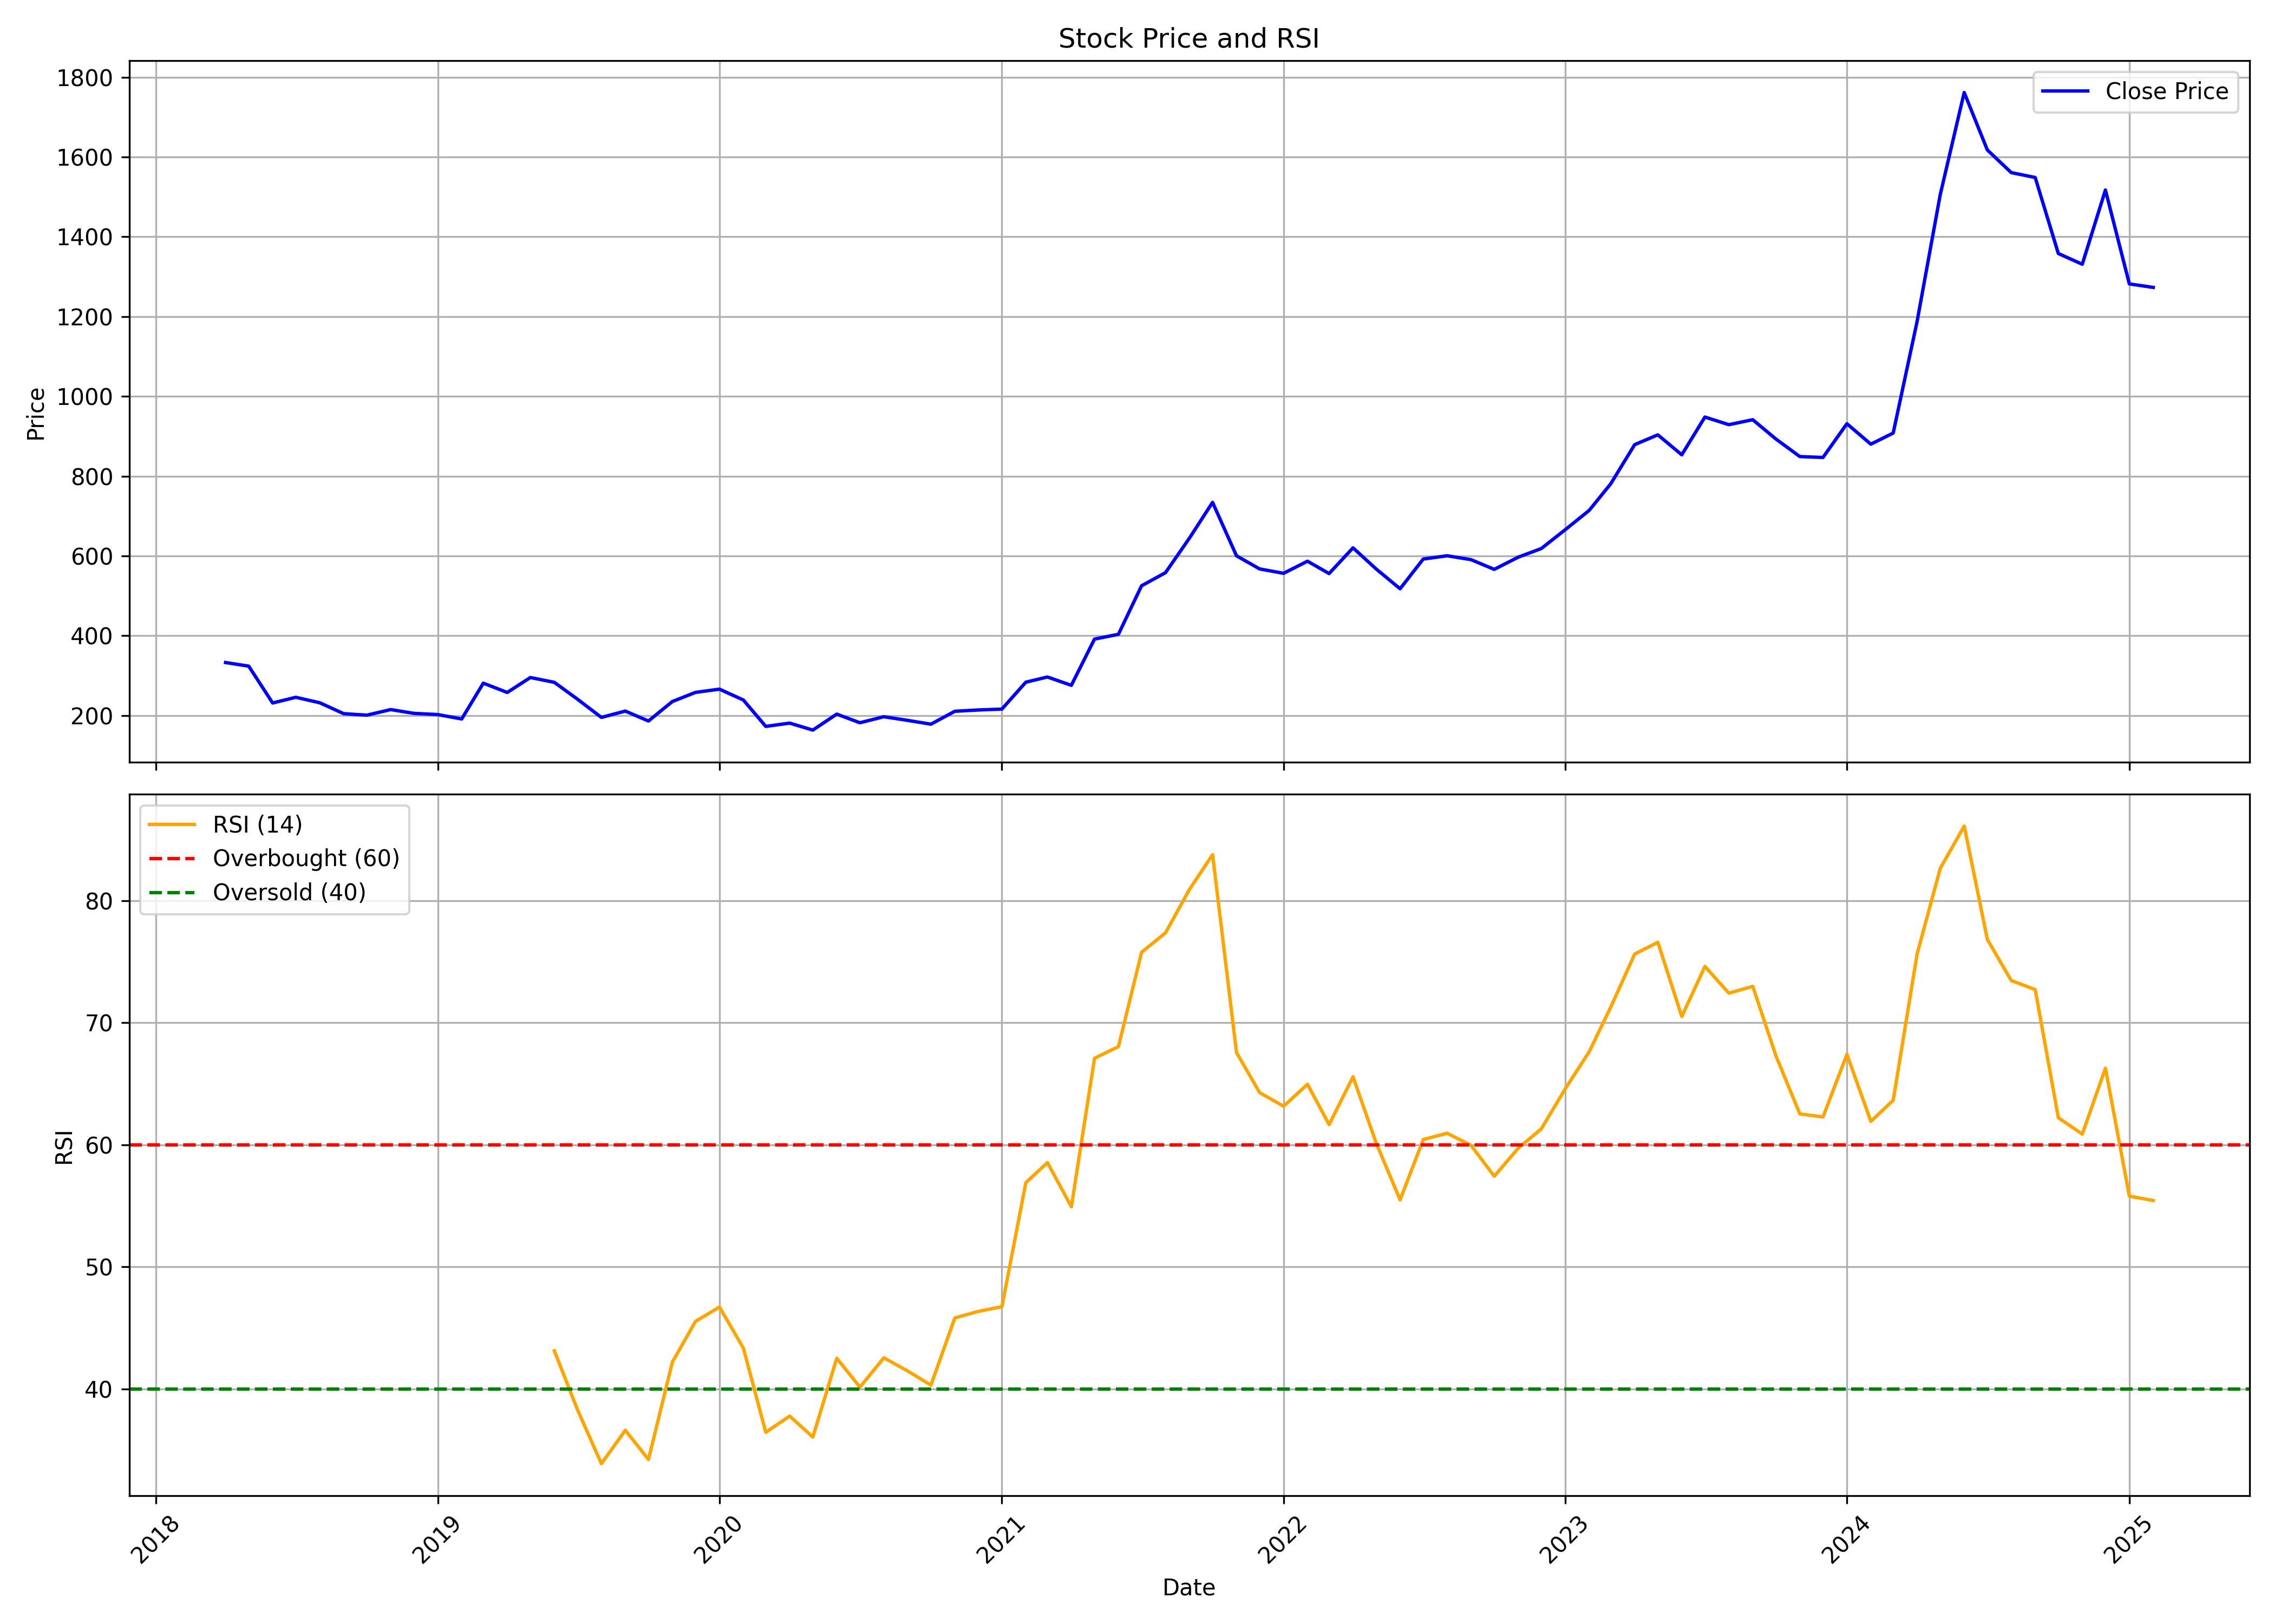 Stock Price and RSI
Close Price
Price
1800
1600
1400
1200
1000
800
600
400
200
RSI (14)
Overbought (60)
Oversold (40)
RSI
80
70
60
50
40
2018
2019
2020
2021
2022
2023
2024
2025
Date